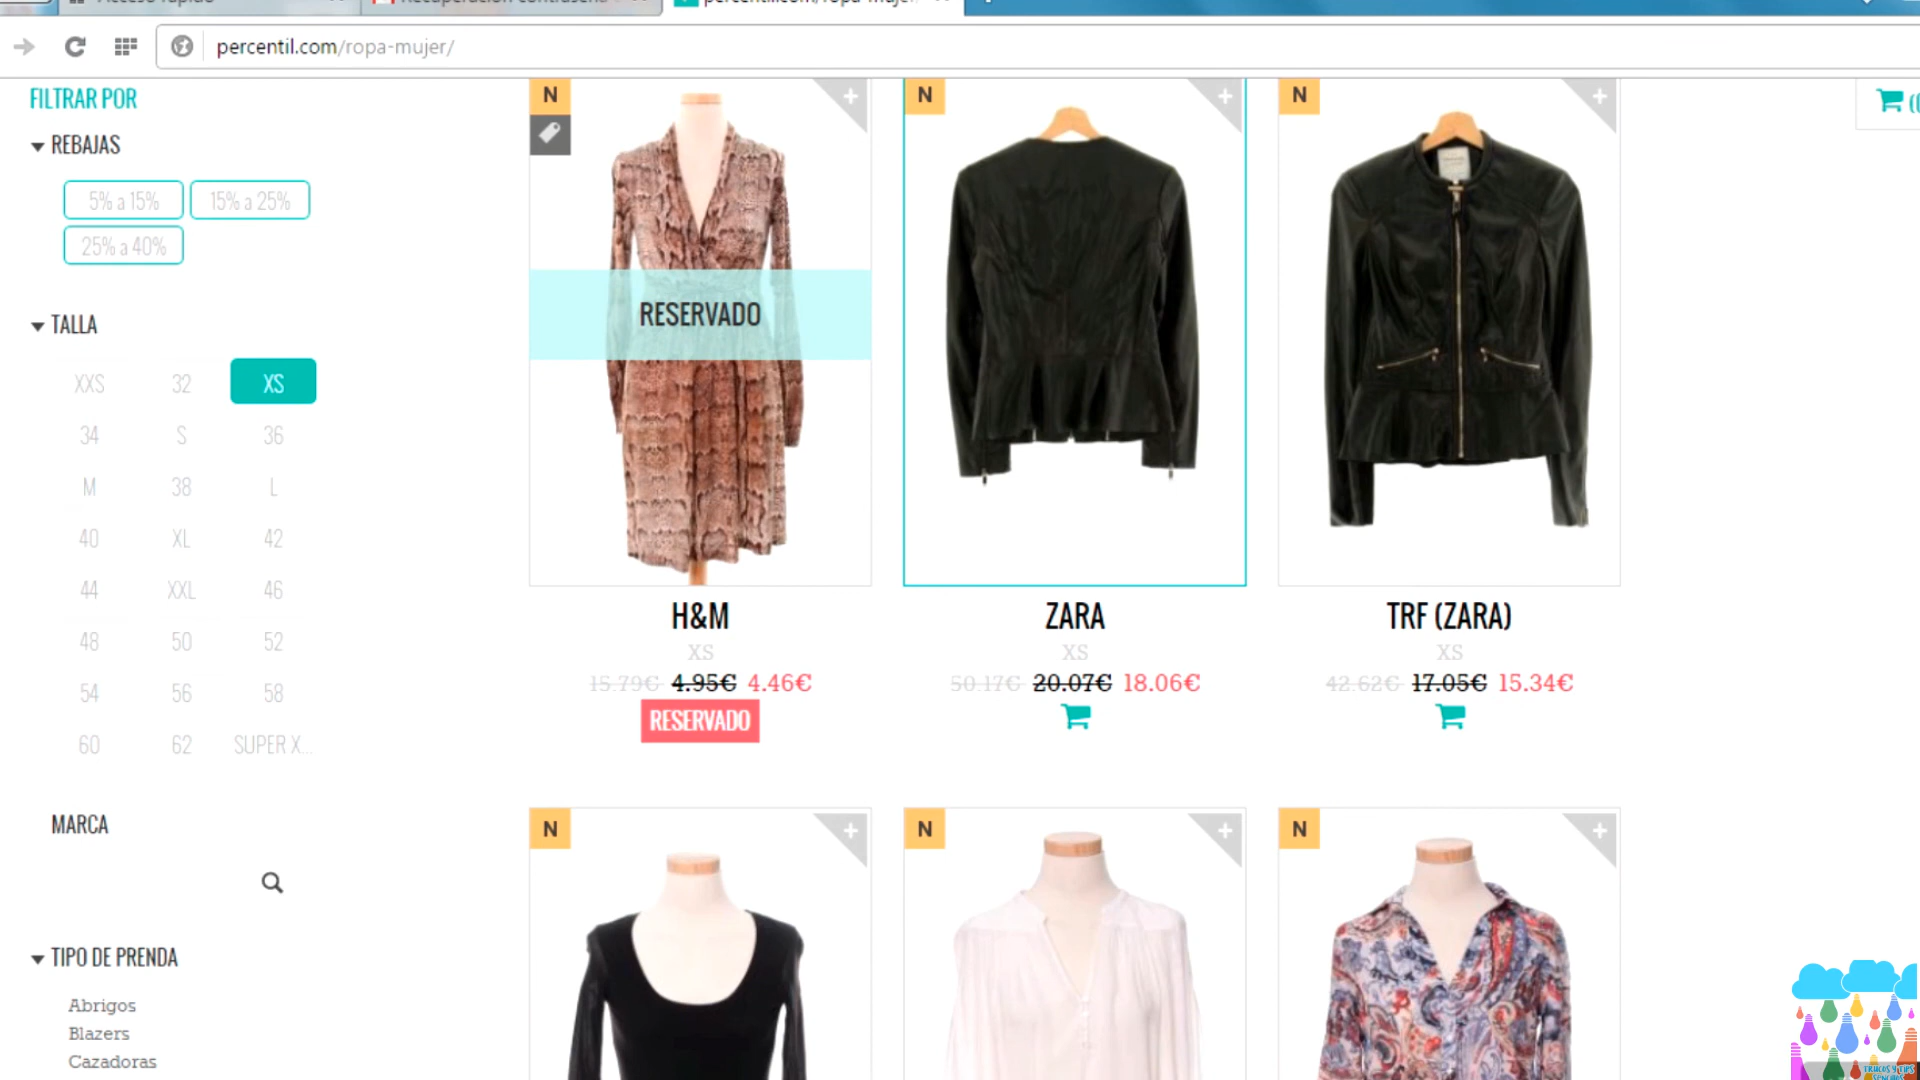 percentil.com/ropa-mujer/
FILTRAR POR
REBAJAS
5% a 15%
15% a 25%
25% a 40%
TALLA
XXS 32 XS
34 S 36
M 38 L
40 XL 42
44 XXL 46
48 50 52
54 56 58
60 62 SUPER X...
MARCA
TIPO DE PRENDA
Abrigos
Blazers
Cazadoras
N
RESERVADO
H&M
XS
15.79€ 4.95€ 4.46€
RESERVADO
N
ZARA
XS
50.17€ 20.07€ 18.06€
N
TRF (ZARA)
XS
42.62€ 17.05€ 15.34€
N
N
N
TRUCOS Y TIPS